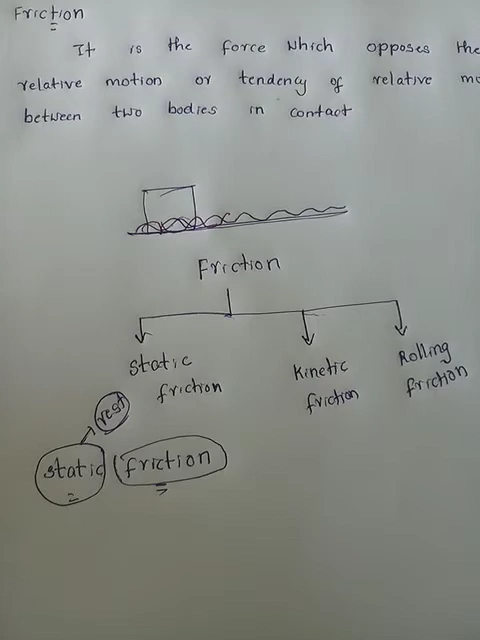 Friction
It is the force which opposes the
relative motion or tendency of relative mo
between two bodies in contact
Friction
Static
friction
Kinetic
friction
Rolling
friction
rest
static friction